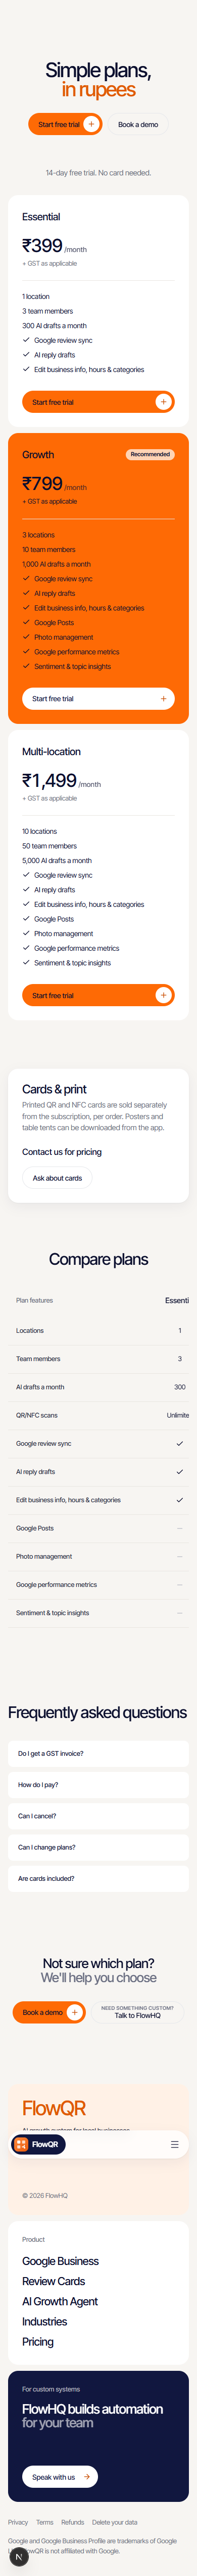 Simple plans,
in rupees
Start free trial
Book a demo
14-day free trial. No card needed.
Essential
₹399 /month
+ GST as applicable
1 location
3 team members
300 AI drafts a month
Google review sync
AI reply drafts
Edit business info, hours & categories
Start free trial
Growth
Recommended
₹799 /month
+ GST as applicable
3 locations
10 team members
1,000 AI drafts a month
Google review sync
AI reply drafts
Edit business info, hours & categories
Google Posts
Photo management
Google performance metrics
Sentiment & topic insights
Start free trial
Multi-location
₹1,499 /month
+ GST as applicable
10 locations
50 team members
5,000 AI drafts a month
Google review sync
AI reply drafts
Edit business info, hours & categories
Google Posts
Photo management
Google performance metrics
Sentiment & topic insights
Start free trial
Cards & print
Printed QR and NFC cards are sold separately
from the subscription, per order. Posters and
table tents can be downloaded from the app.
Contact us for pricing
Ask about cards
Compare plans
Plan features Essenti
Locations 1
Team members 3
AI drafts a month 300
QR/NFC scans Unlimite
Google review sync
AI reply drafts
Edit business info, hours & categories
Google Posts —
Photo management —
Google performance metrics —
Sentiment & topic insights —
Frequently asked questions
Do I get a GST invoice?
How do I pay?
Can I cancel?
Can I change plans?
Are cards included?
Not sure which plan?
We'll help you choose
Book a demo
NEED SOMETHING CUSTOM?
Talk to FlowHQ
FlowQR
FlowQR
© 2026 FlowHQ
Product
Google Business
Review Cards
AI Growth Agent
Industries
Pricing
For custom systems
FlowHQ builds automation
for your team
Speak with us
Privacy Terms Refunds Delete your data
Google and Google Business Profile are trademarks of Google
FlowQR is not affiliated with Google.
N